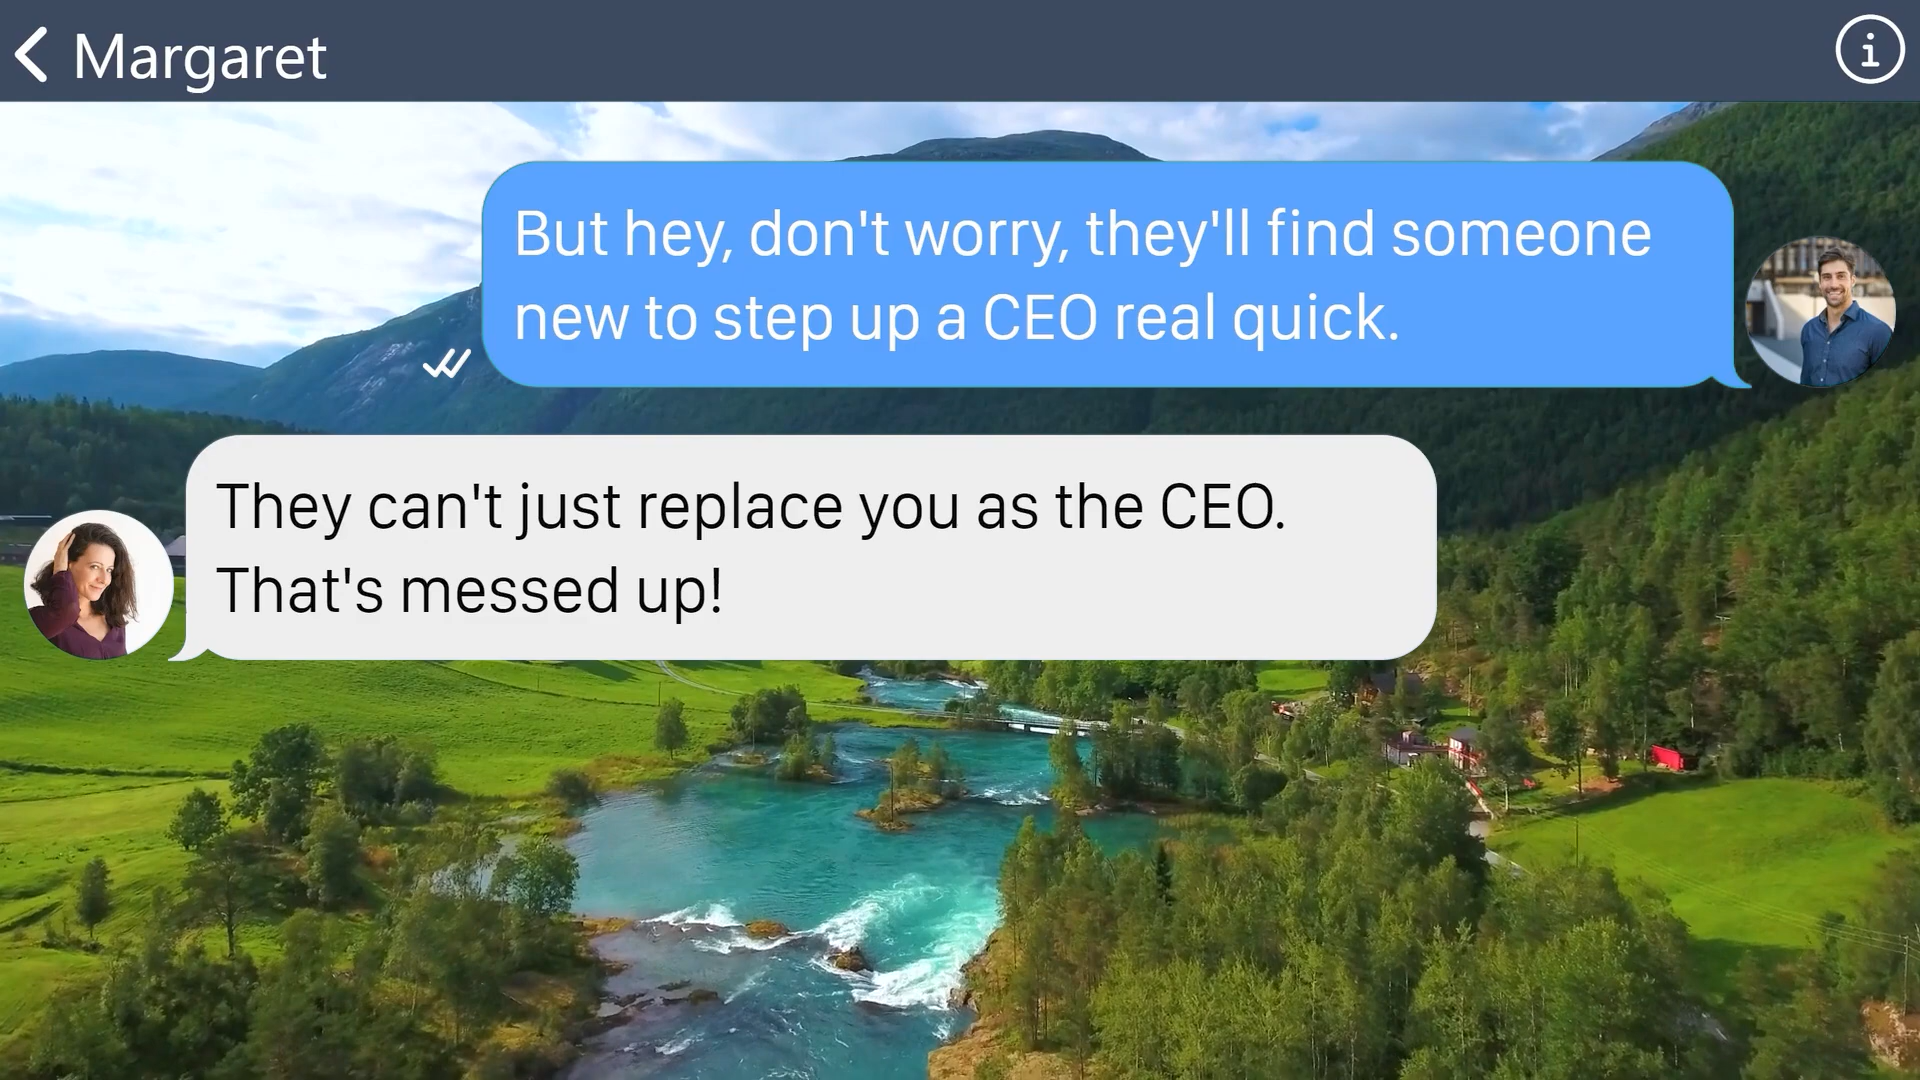 Margaret
But hey, don't worry, they'll find someone
new to step up a CEO real quick.
They can't just replace you as the CEO.
That's messed up!